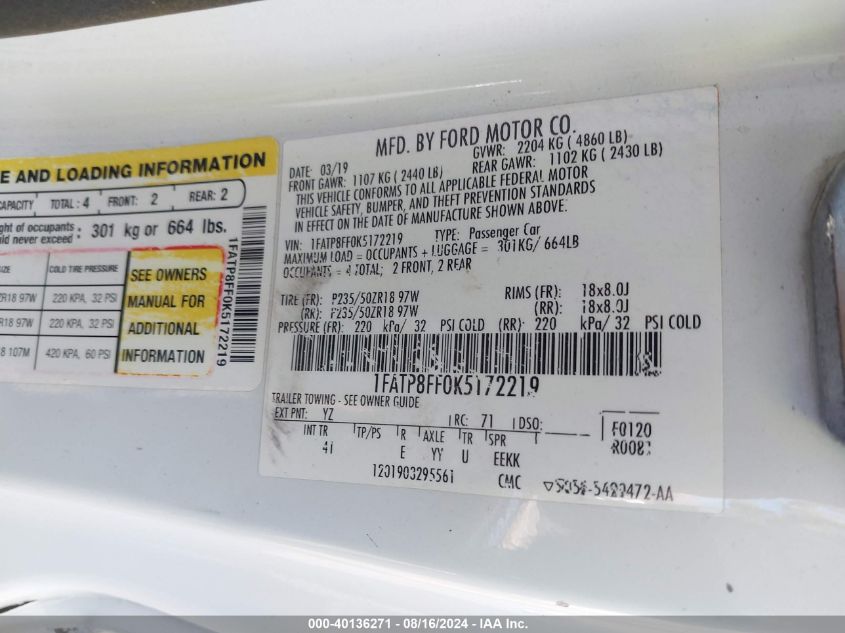 E AND LOADING INFORMATION
CAPACITY TOTAL: 4 FRONT: 2 REAR: 2
ght of occupants
uld never exceed : 301 kg or 664 lbs.
SIZE COLD TIRE PRESSURE
ZR18 97W 220 KPA, 32 PSI
R18 97W 220 KPA, 32 PSI
8 107M 420 KPA, 60 PSI
SEE OWNERS
MANUAL FOR
ADDITIONAL
INFORMATION
1FATP8FF0K5172219
MFD. BY FORD MOTOR CO.
DATE: 03/19 GVWR: 2204 KG ( 4860 LB)
FRONT GAWR: 1107 KG ( 2440 LB) REAR GAWR: 1102 KG ( 2430 LB)
THIS VEHICLE CONFORMS TO ALL APPLICABLE FEDERAL MOTOR
VEHICLE SAFETY, BUMPER, AND THEFT PREVENTION STANDARDS
IN EFFECT ON THE DATE OF MANUFACTURE SHOWN ABOVE.
VIN: 1FATP8FF0K5172219 TYPE: Passenger Car
MAXIMUM LOAD = OCCUPANTS + LUGGAGE = 301KG/ 664LB
OCCUPANTS = 4 TOTAL; 2 FRONT, 2 REAR
TIRE (FR): P235/50ZR18 97W RIMS (FR): 18x8.0J
(RR): P235/50ZR18 97W (RR): 18x8.0J
PRESSURE (FR): 220 kPa/ 32 PSI COLD (RR): 220 kPa/ 32 PSI COLD
1FATP8FF0K5172219
TRAILER TOWING - SEE OWNER GUIDE
EXT PNT: YZ RC: 71 DSO: F0120
INT TR TP/PS R AXLE TR SPR R0083
41 E YY U EEKK
1201903295561 CMC
000-40136271 - 08/16/2024 - IAA Inc.